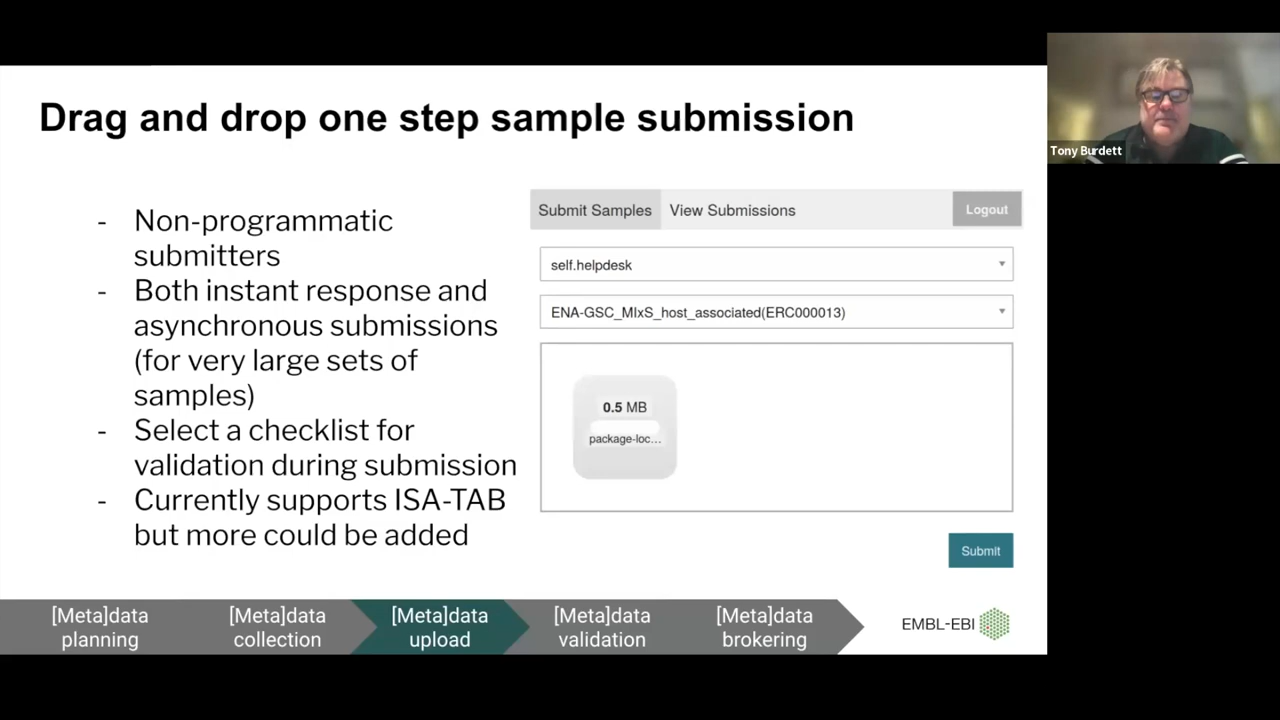 Drag and drop one step sample submission
Tony Burdett
- Non-programmatic
submitters
- Both instant response and
asynchronous submissions
(for very large sets of
samples)
- Select a checklist for
validation during submission
- Currently supports ISA-TAB
but more could be added
Submit Samples View Submissions Logout
self.helpdesk
ENA-GSC_MIxS_host_associated(ERC000013)
0.5 MB
package-loc...
Submit
[Meta]data
planning
[Meta]data
collection
[Meta]data
upload
[Meta]data
validation
[Meta]data
brokering
EMBL-EBI